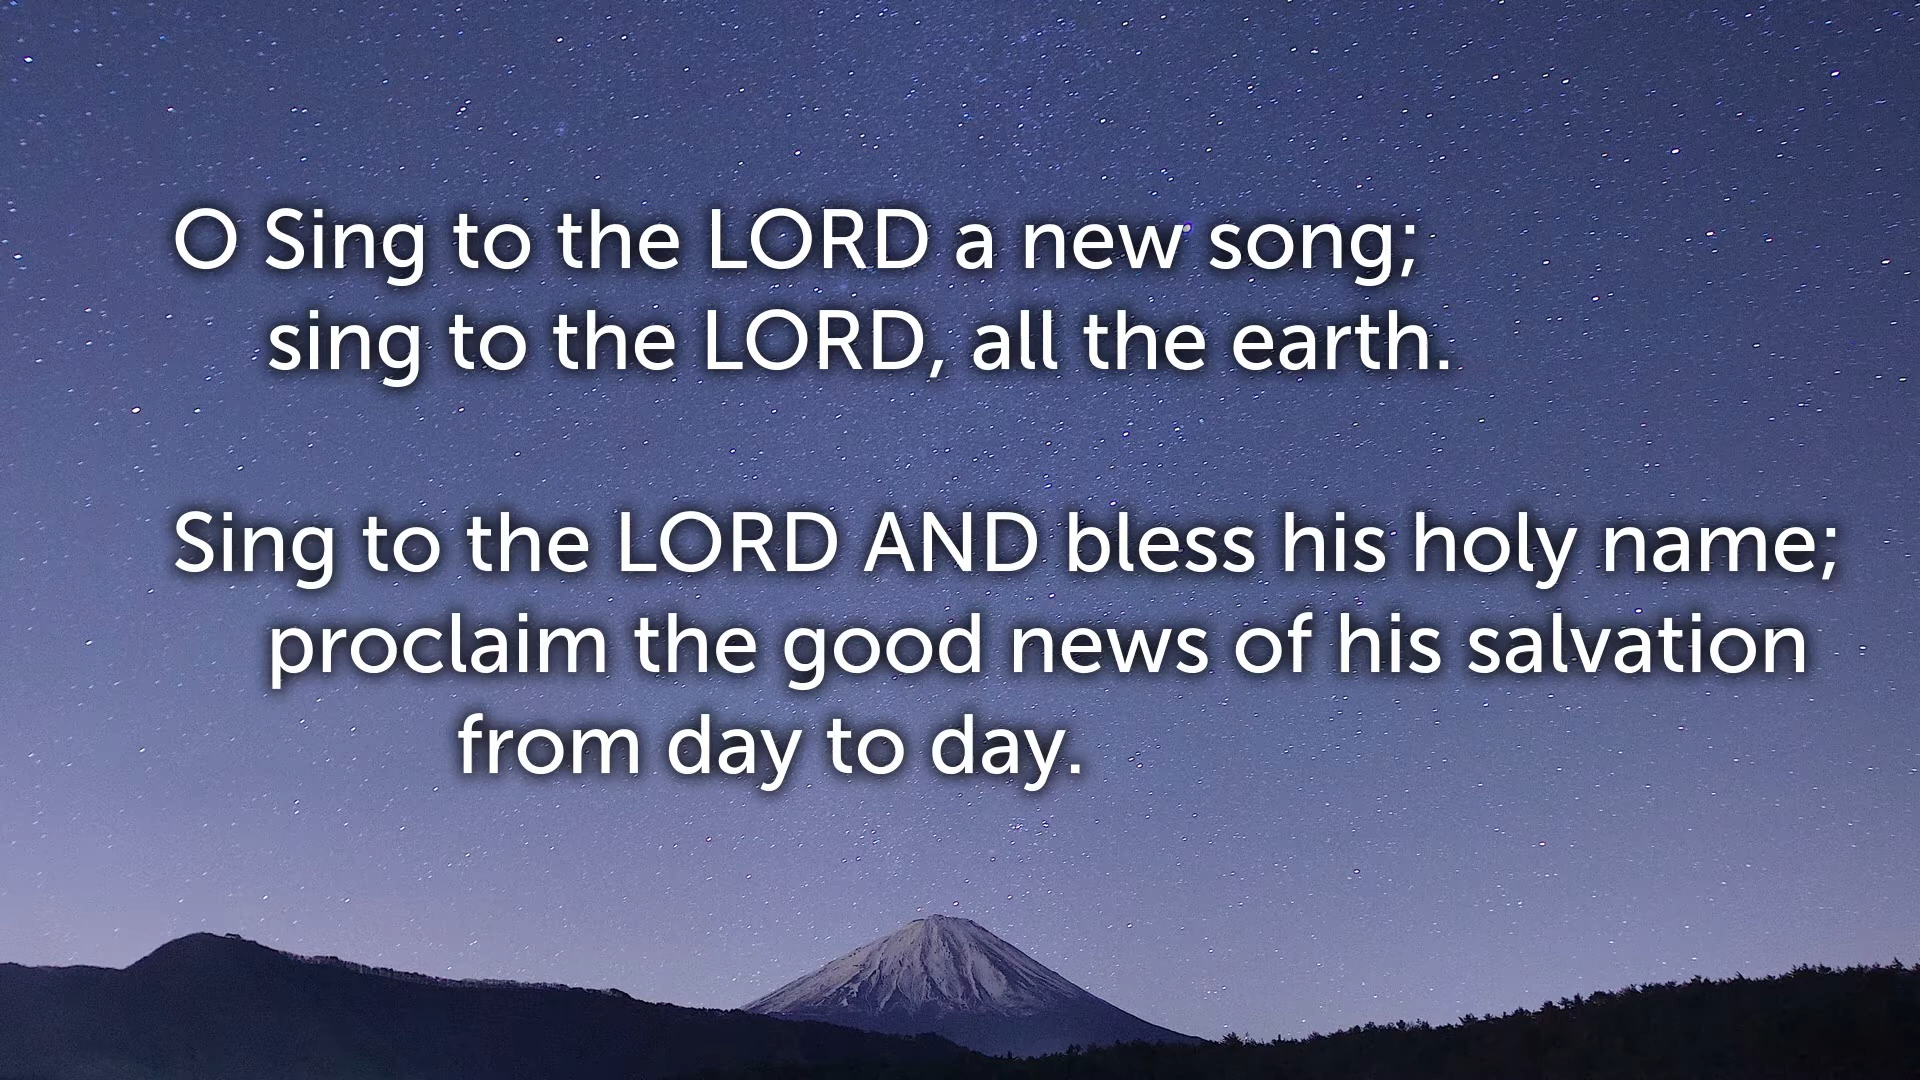 O Sing to the LORD a new song;
sing to the LORD, all the earth.
Sing to the LORD AND bless his holy name;
proclaim the good news of his salvation
from day to day.